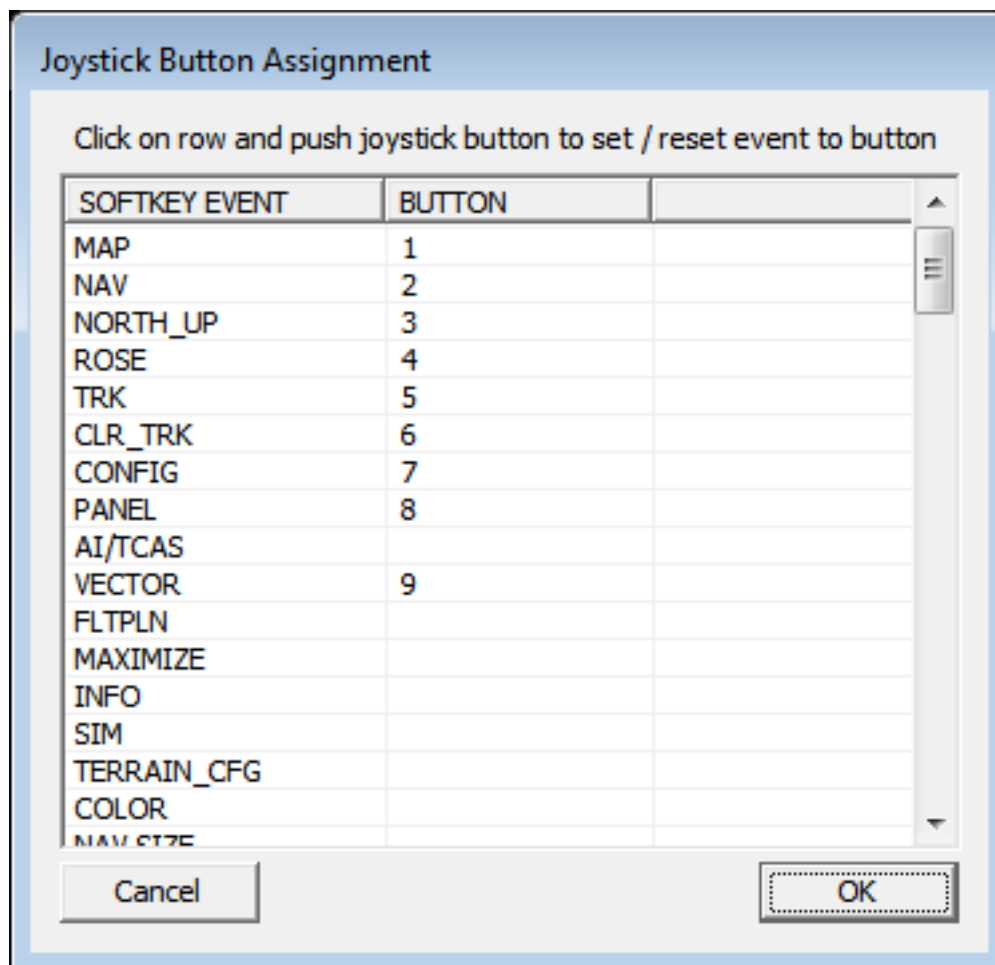 Joystick Button Assignment
Click on row and push joystick button to set / reset event to button
SOFTKEY EVENT BUTTON
MAP 1
NAV 2
NORTH_UP 3
ROSE 4
TRK 5
CLR_TRK 6
CONFIG 7
PANEL 8
AI/TCAS
VECTOR 9
FLTPLN
MAXIMIZE
INFO
SIM
TERRAIN_CFG
COLOR
NAV SIZE
Cancel OK